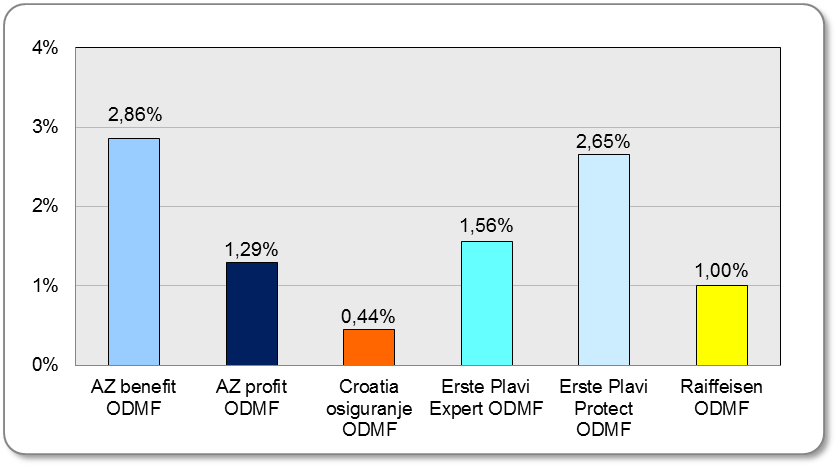 4%
3%
2%
1%
0%
2,86%
1,29%
0,44%
1,56%
2,65%
1,00%
AZ benefit
ODMF
AZ profit
ODMF
Croatia
osiguranje
ODMF
Erste Plavi
Expert ODMF
Erste Plavi
Protect
ODMF
Raiffeisen
ODMF